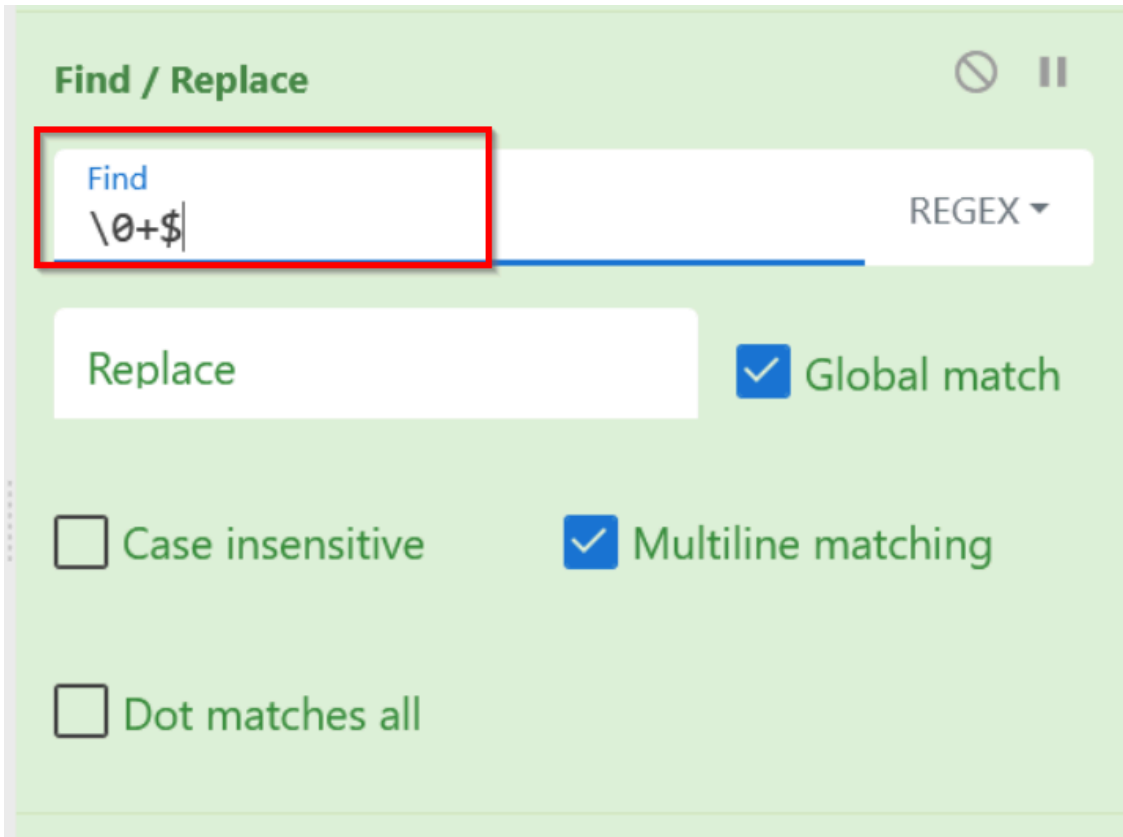 Find / Replace
Find
\0+$
REGEX
Replace
Global match
Case insensitive
Multiline matching
Dot matches all